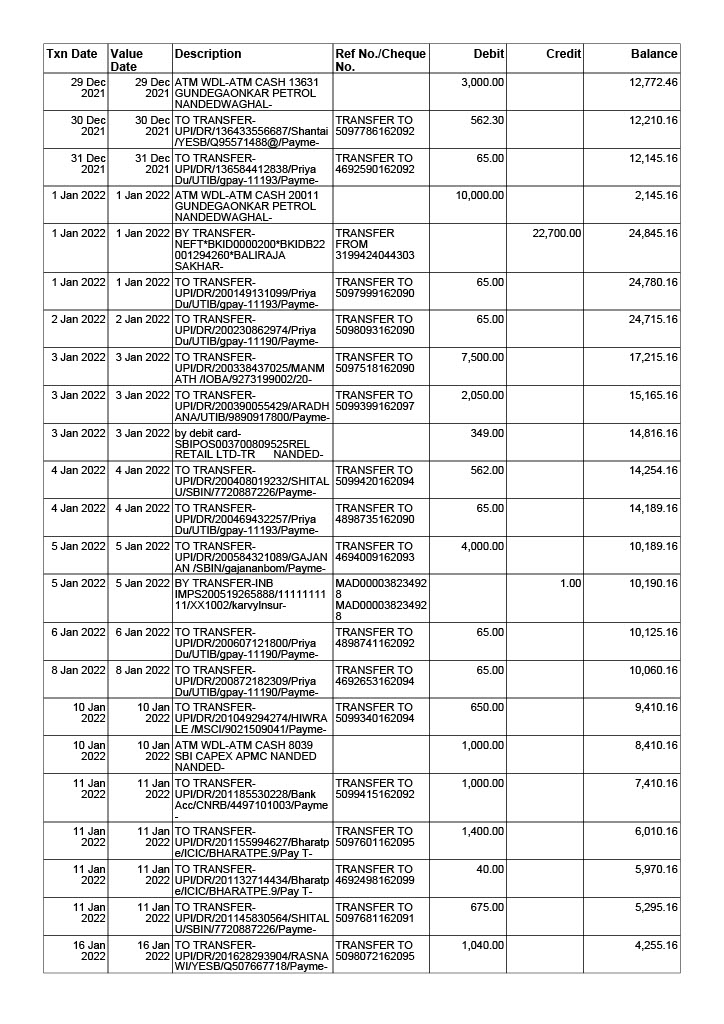 Txn Date Value Date Description Ref No./Cheque No. Debit Credit Balance
29 Dec 2021 29 Dec 2021 ATM WDL-ATM CASH 13631 GUNDEGAONKAR PETROL NANDEDWAGHAL- 3,000.00 12,772.46
30 Dec 2021 30 Dec 2021 TO TRANSFER-UPI/DR/136433556687/Shantai /YESB/Q95571488@/Payme- TRANSFER TO 5097786162092 562.30 12,210.16
31 Dec 2021 31 Dec 2021 TO TRANSFER-UPI/DR/136584412838/Priya Du/UTIB/gpay-11193/Payme- TRANSFER TO 4692590162092 65.00 12,145.16
1 Jan 2022 1 Jan 2022 ATM WDL-ATM CASH 20011 GUNDEGAONKAR PETROL NANDEDWAGHAL- 10,000.00 2,145.16
1 Jan 2022 1 Jan 2022 BY TRANSFER-NEFT*BKID0000200*BKIDB22001294260*BALIRAJA SAKHAR- TRANSFER FROM 3199424044303 22,700.00 24,845.16
1 Jan 2022 1 Jan 2022 TO TRANSFER-UPI/DR/200149131099/Priya Du/UTIB/gpay-11193/Payme- TRANSFER TO 5097999162090 65.00 24,780.16
2 Jan 2022 2 Jan 2022 TO TRANSFER-UPI/DR/200230862974/Priya Du/UTIB/gpay-11190/Payme- TRANSFER TO 5098093162090 65.00 24,715.16
3 Jan 2022 3 Jan 2022 TO TRANSFER-UPI/DR/200338437025/MANMATH /IOBA/9273199002/20- TRANSFER TO 5097518162090 7,500.00 17,215.16
3 Jan 2022 3 Jan 2022 TO TRANSFER-UPI/DR/200390055429/ARADHANA/UTIB/9890917800/Payme- TRANSFER TO 5099399162097 2,050.00 15,165.16
3 Jan 2022 3 Jan 2022 by debit card-SBIPOS003700809525REL RETAIL LTD-TR NANDED- 349.00 14,816.16
4 Jan 2022 4 Jan 2022 TO TRANSFER-UPI/DR/200408019232/SHITALU/SBIN/7720887226/Payme- TRANSFER TO 5099420162094 562.00 14,254.16
4 Jan 2022 4 Jan 2022 TO TRANSFER-UPI/DR/200469432257/Priya Du/UTIB/gpay-11193/Payme- TRANSFER TO 4898735162090 65.00 14,189.16
5 Jan 2022 5 Jan 2022 TO TRANSFER-UPI/DR/200584321089/GAJANAN /SBIN/gajananbom/Payme- TRANSFER TO 4694009162093 4,000.00 10,189.16
5 Jan 2022 5 Jan 2022 BY TRANSFER-INB IMPS200519265888/1111111111/XX1002/karvyInsur- MAD000038234928 MAD000038234928 1.00 10,190.16
6 Jan 2022 6 Jan 2022 TO TRANSFER-UPI/DR/200607121800/Priya Du/UTIB/gpay-11190/Payme- TRANSFER TO 4898741162092 65.00 10,125.16
8 Jan 2022 8 Jan 2022 TO TRANSFER-UPI/DR/200872182309/Priya Du/UTIB/gpay-11190/Payme- TRANSFER TO 4692653162094 65.00 10,060.16
10 Jan 2022 10 Jan 2022 TO TRANSFER-UPI/DR/201049294274/HIWRALE /MSCI/9021509041/Payme- TRANSFER TO 5099340162094 650.00 9,410.16
10 Jan 2022 10 Jan 2022 ATM WDL-ATM CASH 8039 SBI CAPEX APMC NANDED NANDED- 1,000.00 8,410.16
11 Jan 2022 11 Jan 2022 TO TRANSFER-UPI/DR/201185530228/Bank Acc/CNRB/4497101003/Payme- TRANSFER TO 5099415162092 1,000.00 7,410.16
11 Jan 2022 11 Jan 2022 TO TRANSFER-UPI/DR/201155994627/Bharatpe/ICIC/BHARATPE.9/Pay T- TRANSFER TO 5097601162095 1,400.00 6,010.16
11 Jan 2022 11 Jan 2022 TO TRANSFER-UPI/DR/201132714434/Bharatpe/ICIC/BHARATPE.9/Pay T- TRANSFER TO 4692498162099 40.00 5,970.16
11 Jan 2022 11 Jan 2022 TO TRANSFER-UPI/DR/201145830564/SHITALU/SBIN/7720887226/Payme- TRANSFER TO 5097681162091 675.00 5,295.16
16 Jan 2022 16 Jan 2022 TO TRANSFER-UPI/DR/201628293904/RASNAWI/YESB/Q507667718/Payme- TRANSFER TO 5098072162095 1,040.00 4,255.16